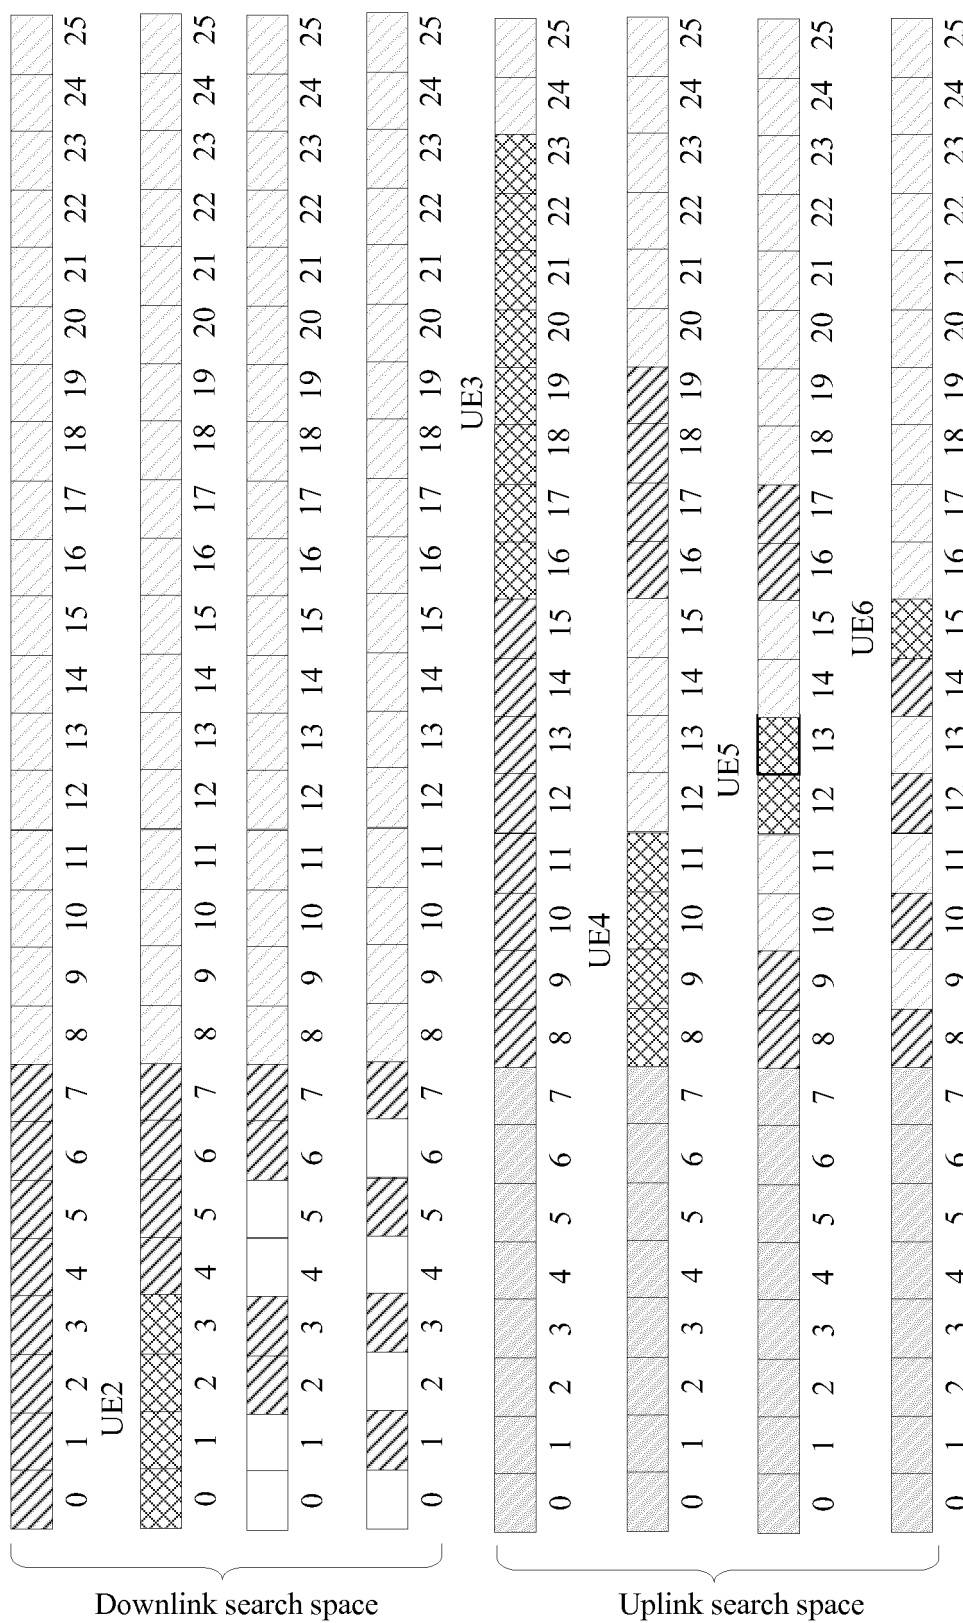 0 1 2 3 4 5 6 7 8 9 10 11 12 13 14 15 16 17 18 19 20 21 22 23 24 25
UE2
0 1 2 3 4 5 6 7 8 9 10 11 12 13 14 15 16 17 18 19 20 21 22 23 24 25
0 1 2 3 4 5 6 7 8 9 10 11 12 13 14 15 16 17 18 19 20 21 22 23 24 25
0 1 2 3 4 5 6 7 8 9 10 11 12 13 14 15 16 17 18 19 20 21 22 23 24 25
Downlink search space
UE3
0 1 2 3 4 5 6 7 8 9 10 11 12 13 14 15 16 17 18 19 20 21 22 23 24 25
UE4
0 1 2 3 4 5 6 7 8 9 10 11 12 13 14 15 16 17 18 19 20 21 22 23 24 25
UE5
0 1 2 3 4 5 6 7 8 9 10 11 12 13 14 15 16 17 18 19 20 21 22 23 24 25
UE6
0 1 2 3 4 5 6 7 8 9 10 11 12 13 14 15 16 17 18 19 20 21 22 23 24 25
Uplink search space